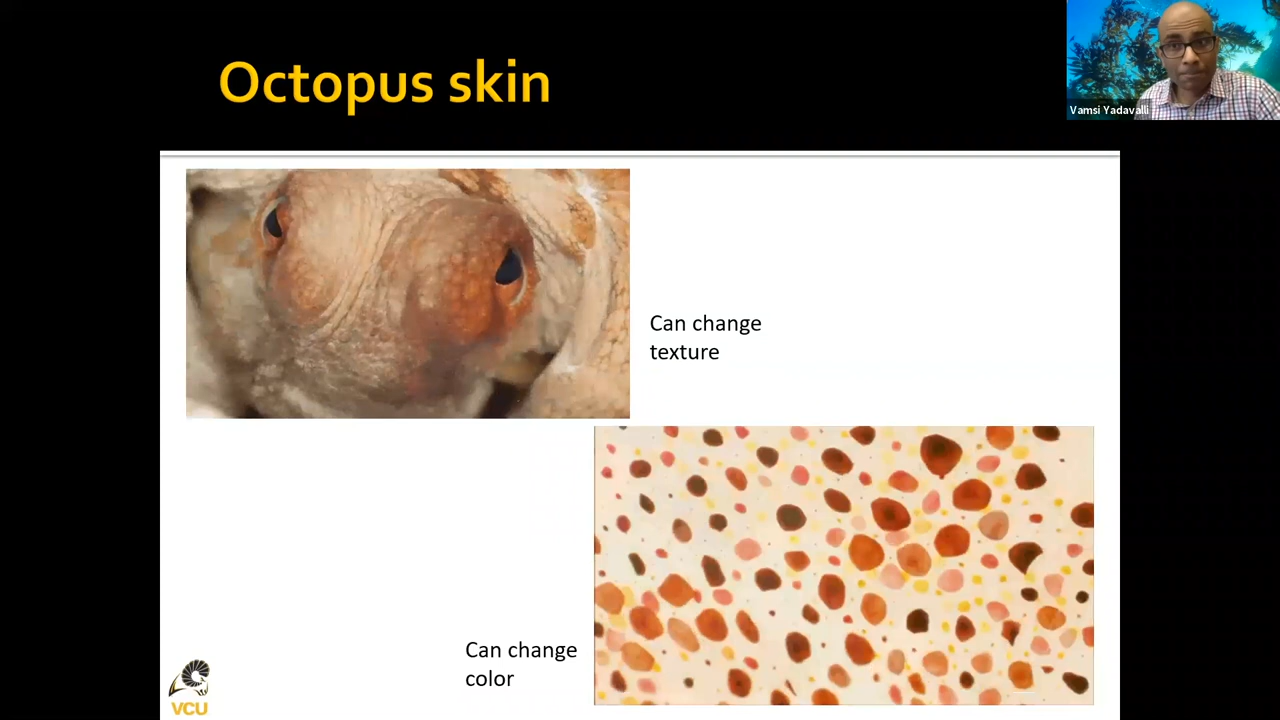 Octopus skin
Vamsi Yadavalli
Can change
texture
Can change
color
VCU